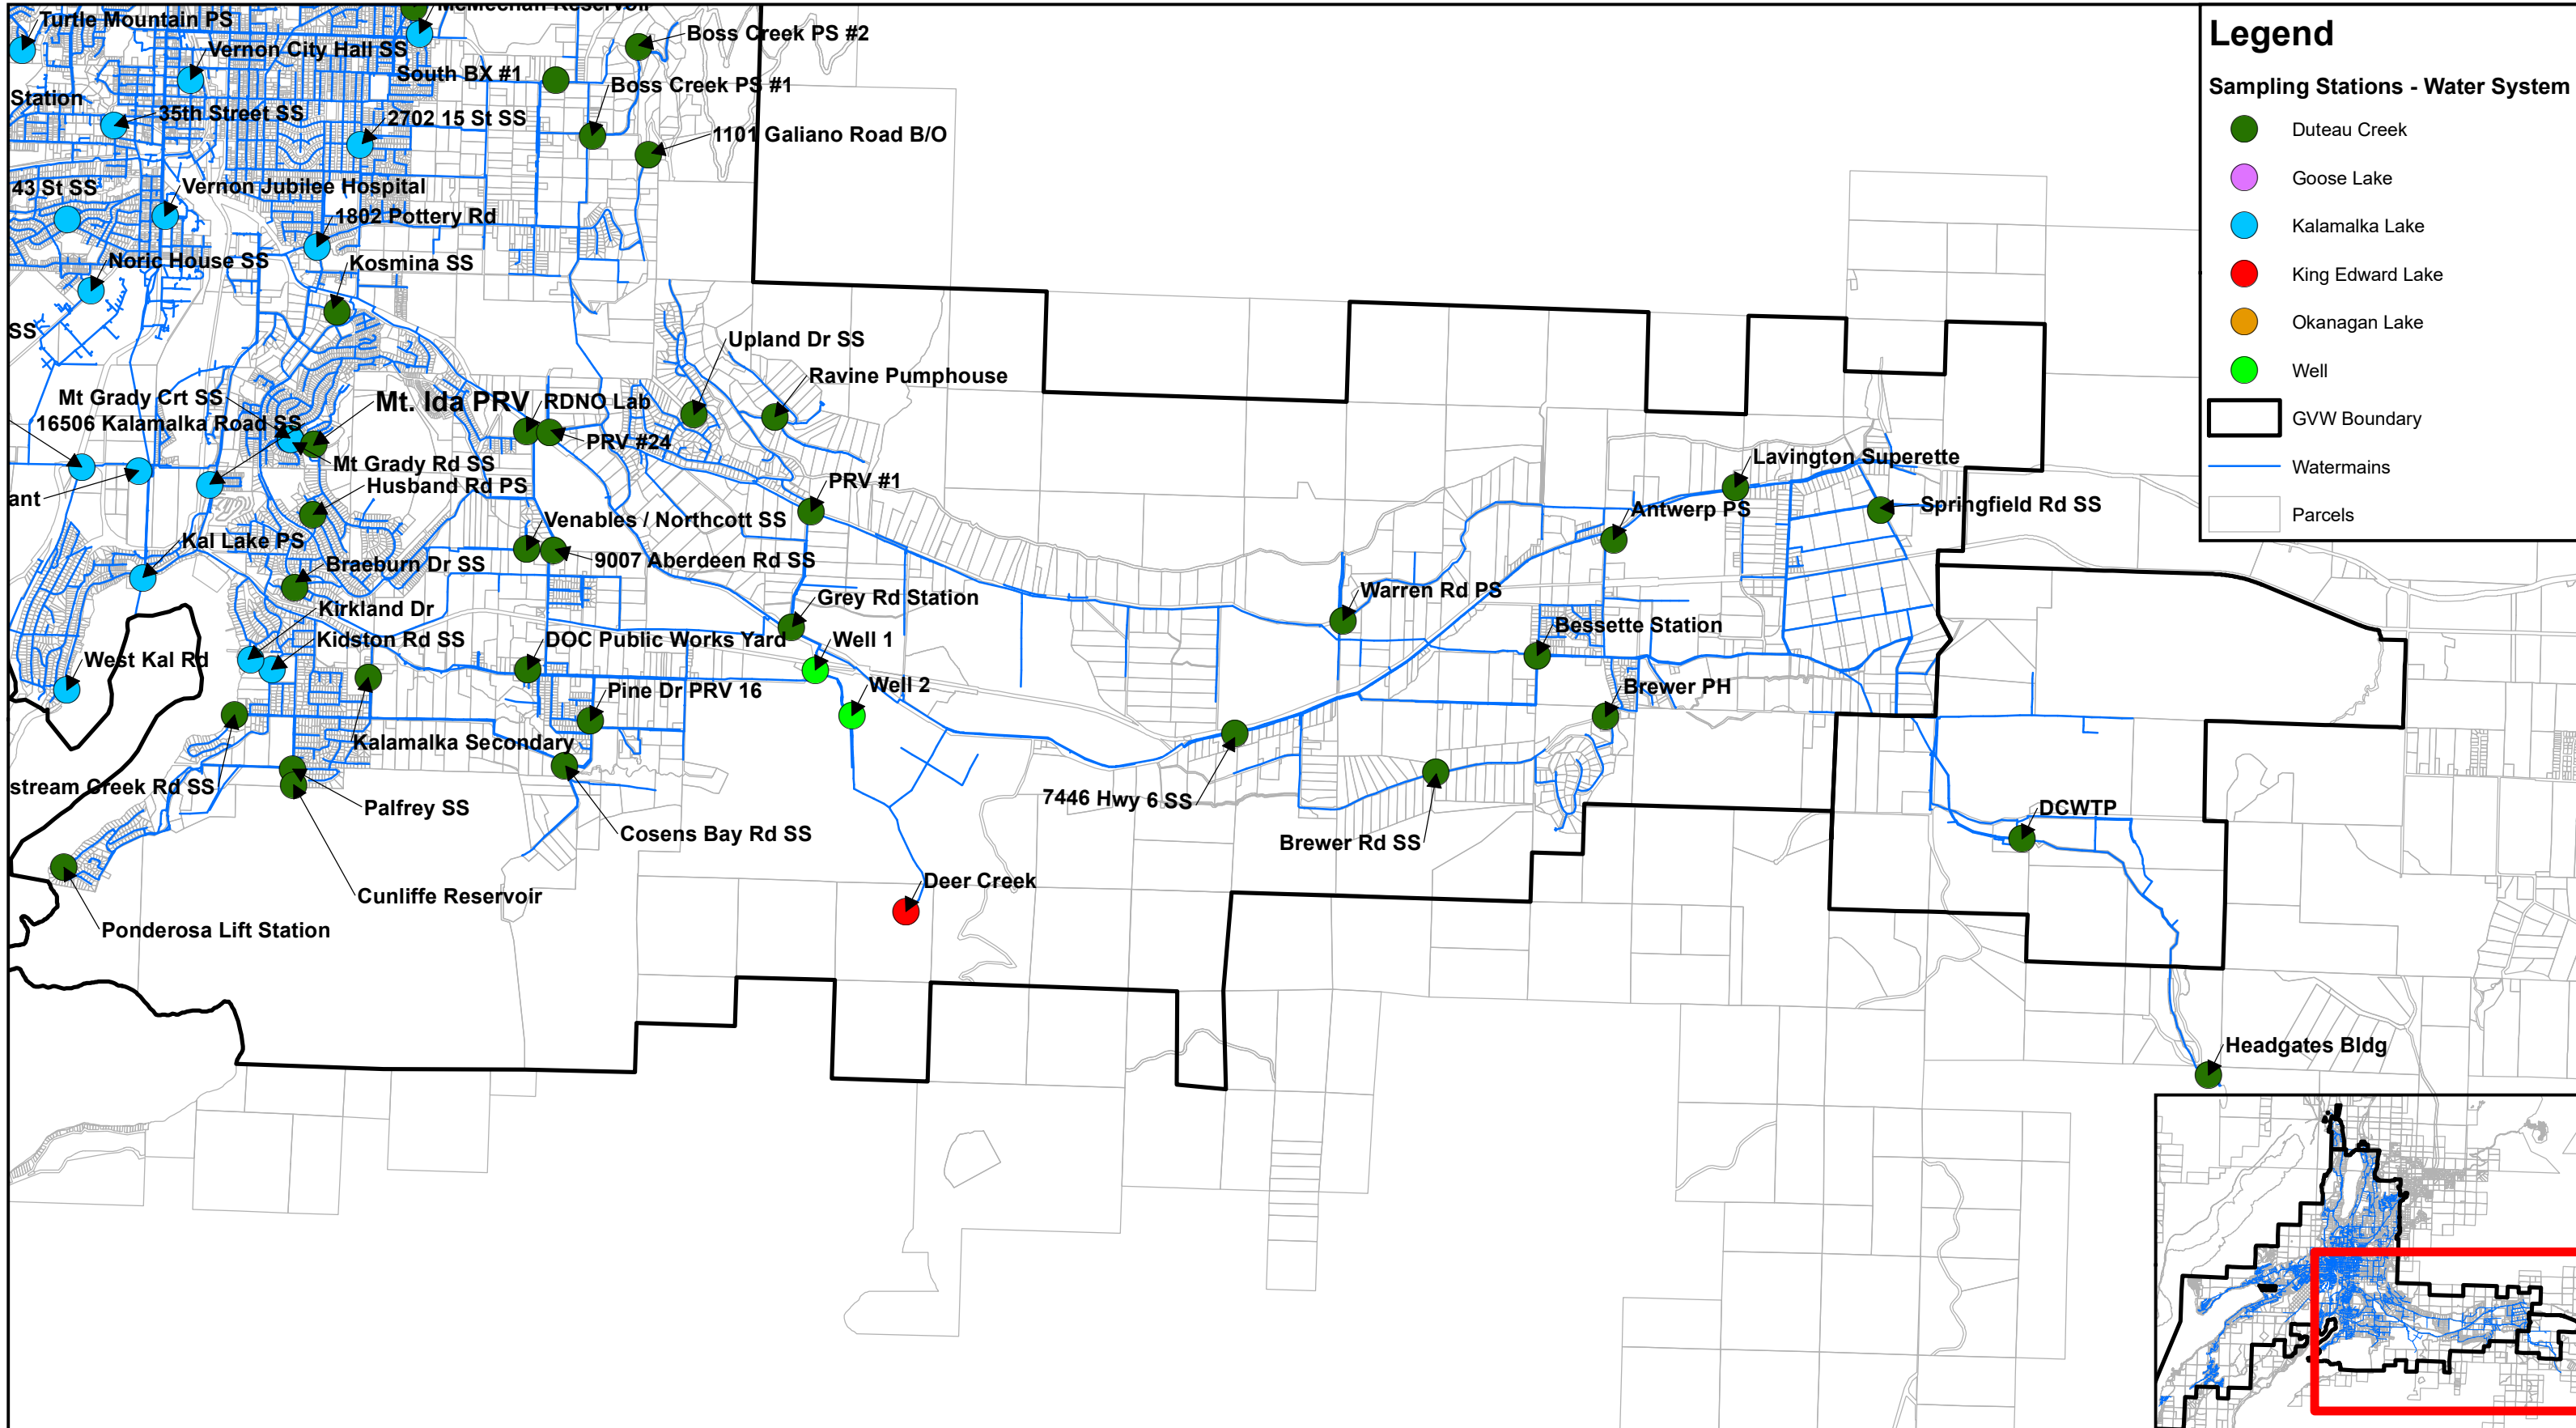 McMeehan Reservoir
Turtle Mountain PS
Boss Creek PS #2
Vernon City Hall SS
South BX #1
Boss Creek PS #1
Station
35th Street SS
2702 15 St SS
1101 Galiano Road B/O
43 St SS
Vernon Jubilee Hospital
1802 Pottery Rd
Noric House SS
Kosmina SS
SS
Upland Dr SS
Ravine Pumphouse
Mt Grady Crt SS
Mt. Ida PRV
RDNO Lab
16506 Kalamalka Road SS
PRV #24
Mt Grady Rd SS
Husband Rd PS
PRV #1
Lavington Superette
ant
Springfield Rd SS
Antwerp PS
Venables / Northcott SS
Kal Lake PS
9007 Aberdeen Rd SS
Braeburn Dr SS
Warren Rd PS
Kirkland Dr
Grey Rd Station
Bessette Station
Kidston Rd SS
DOC Public Works Yard
Well 1
West Kal Rd
Well 2
Pine Dr PRV 16
Brewer PH
Kalamalka Secondary
stream Creek Rd SS
Palfrey SS
7446 Hwy 6 SS
DCWTP
Cosens Bay Rd SS
Brewer Rd SS
Deer Creek
Cunliffe Reservoir
Ponderosa Lift Station
Headgates Bldg
Legend
Sampling Stations - Water System
Duteau Creek
Goose Lake
Kalamalka Lake
King Edward Lake
Okanagan Lake
Well
GVW Boundary
Watermains
Parcels